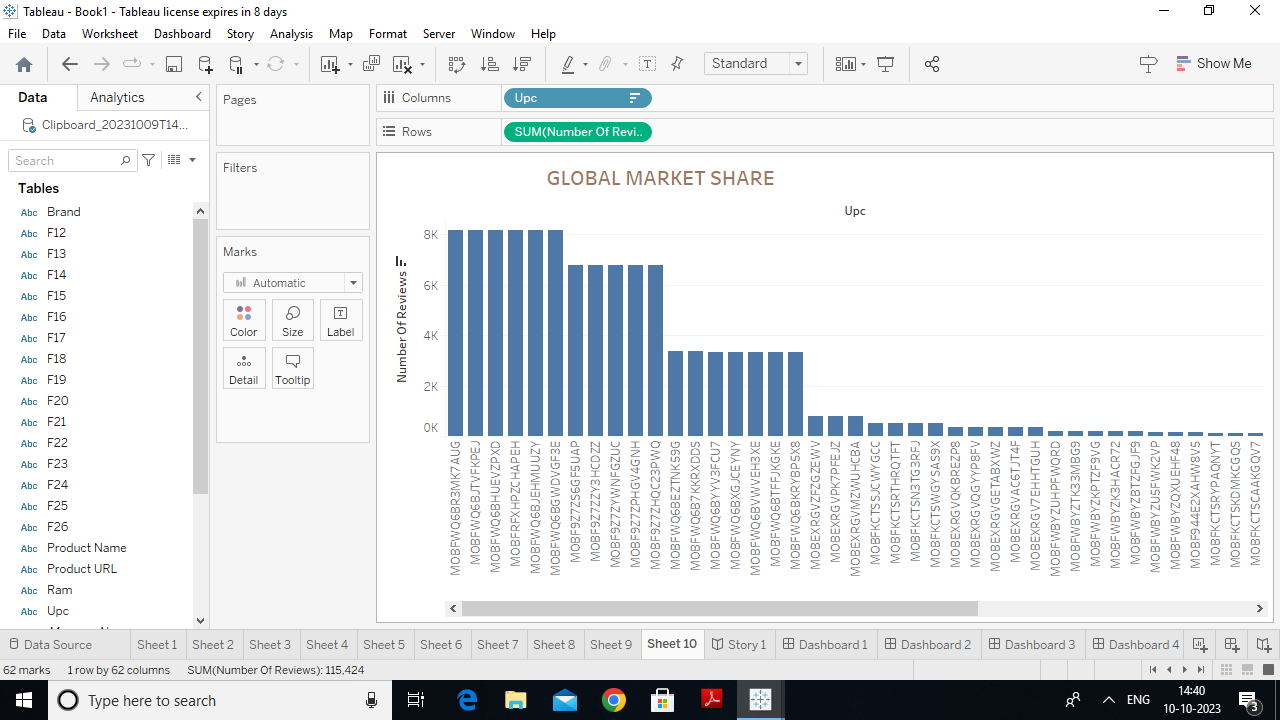 Tableau - Book1 - Tableau license expires in 8 days
File Data Worksheet Dashboard Story Analysis Map Format Server Window Help
Standard
Show Me
Data Analytics
Clipboard_20231009T14...
Search
Tables
Abc Brand
Abc F12
Abc F13
Abc F14
Abc F15
Abc F16
Abc F17
Abc F18
Abc F19
Abc F20
Abc F21
Abc F22
Abc F23
Abc F24
Abc F25
Abc F26
Abc Product Name
Abc Product URL
Abc Ram
Abc Upc
Pages
Filters
Marks
Automatic
Color Size Label
Detail Tooltip
Columns Upc
Rows SUM(Number Of Revi..
GLOBAL MARKET SHARE
Upc
Number Of Reviews
8K
6K
4K
2K
0K
MOBFWQ6BR3MK7AUG
MOBFWQ6BJTVFKPEJ
MOBFWQ6BHUEVZPXD
MOBFRFXHPZCHAPEH
MOBFWQ6BJEHMUUZY
MOBFWQ6BGWDVGF3E
MOBF9Z7ZS6GF5UAP
MOBF9Z7ZZY3HCDZZ
MOBF9Z7ZYWNFGZUC
MOBF9Z7ZPHGV4GNH
MOBF9Z7ZHQC23PWQ
MOBFWQ6BEZTNKS9G
MOBFWQ6B7KKRXDDS
MOBFWQ6BYYV3FCU7
MOBFWQ6BXGJCEYNY
MOBFWQ6BWVEH3XE
MOBFWQ6BTFFJKGKE
MOBFWQ6BKRYBP5X8
MOBEXRGVZFZGZEWV
MOBEXRGVPK7PFEJZ
MOBEXRGVMZWUHCBA
MOBFKCTSSJCWYGCC
MOBFKCTSRTHRQTFT
MOBFKCTSN3TG3RFJ
MOBFKCTSWGYSAS9X
MOBEXRGVQKBREZP8
MOBEXRGVQGYYP8FV
MOBEXRGVGETABXWZ
MOBEXRGVAC6TJT4F
MOBEXRGV7EHHTGUH
MOBFWBYZUHPFWQRD
MOBFWBYZTK33MBG9
MOBFWBYZKPTZF9VG
MOBFWBYZK3HACR72
MOBFWBYZBTZFGJF9
MOBFWBYZU5FWK2VP
MOBFWBYZQXUEHF48
MOBF944E2XAHW8V5
MOBFKCTSRYPAQNYT
MOBFKCTSKDMKCGQS
MOBFKCTSCAAKGQV7
Data Source Sheet 1 Sheet 2 Sheet 3 Sheet 4 Sheet 5 Sheet 6 Sheet 7 Sheet 8 Sheet 9 Sheet 10 Story 1 Dashboard 1 Dashboard 2 Dashboard 3 Dashboard 4
62 marks 1 row by 62 columns SUM(Number Of Reviews): 115,424
Type here to search
ENG
14:40
10-10-2023
3